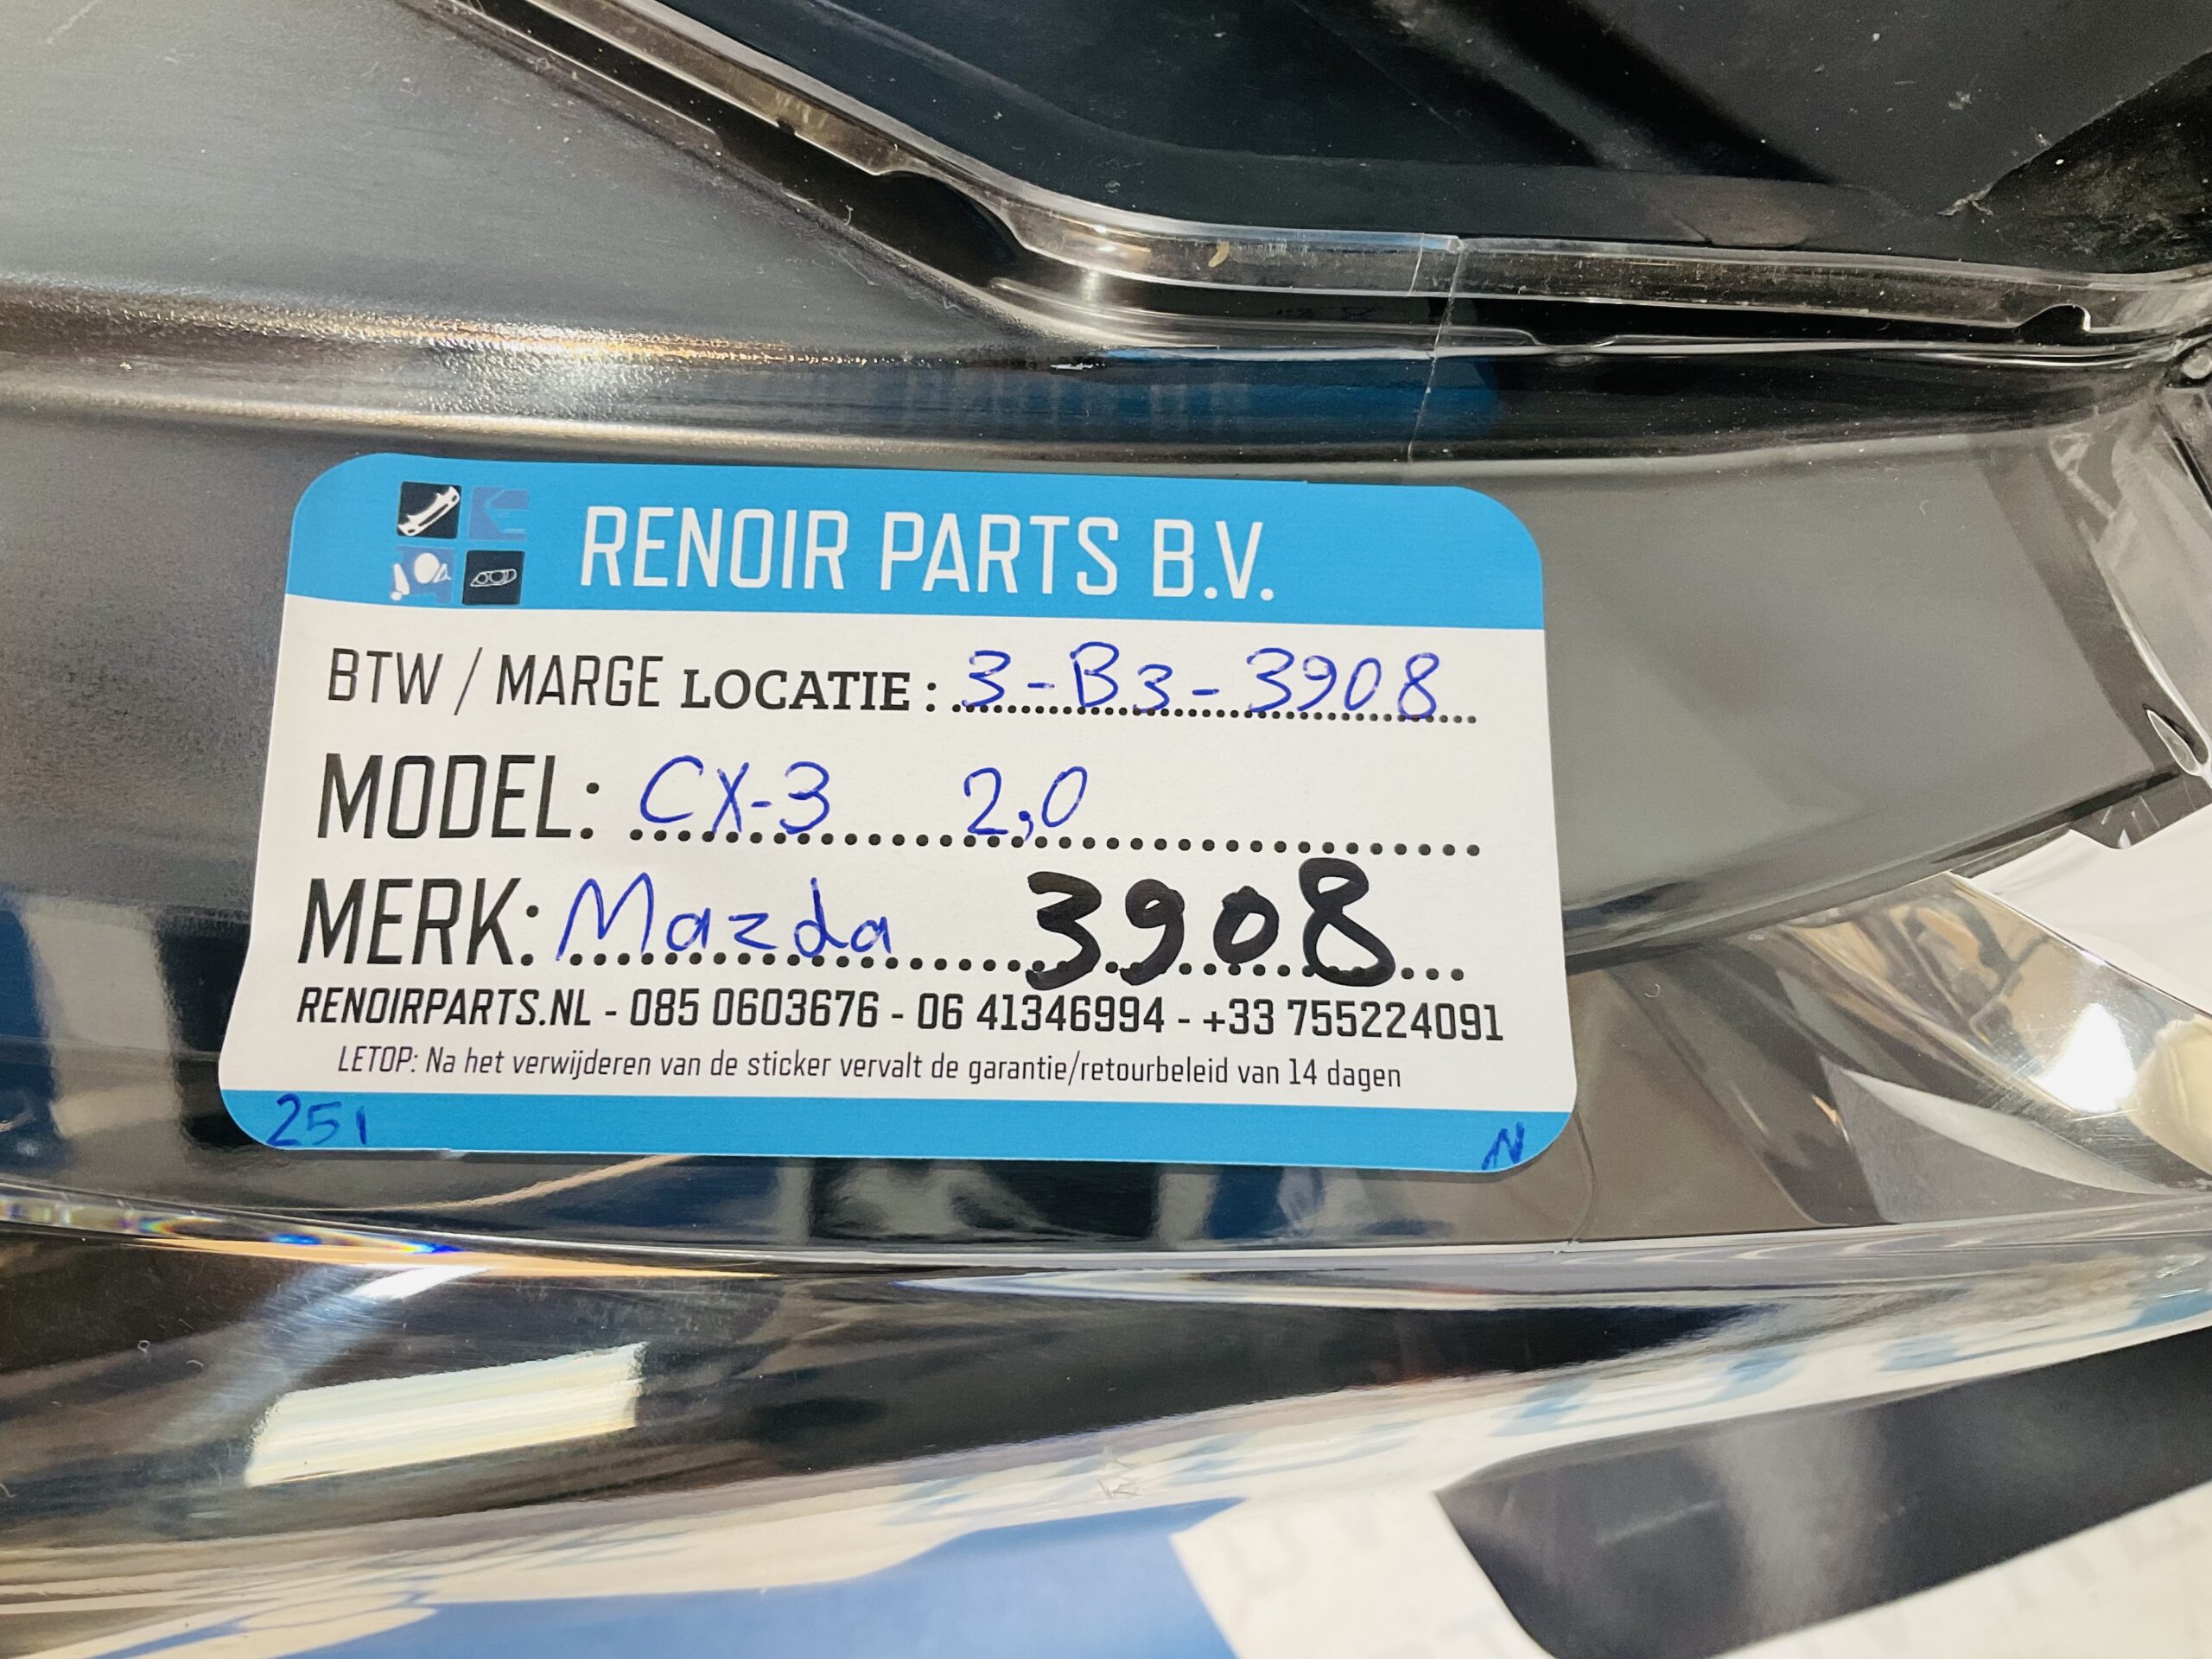 RENOIR PARTS B.V.
BTW / MARGE LOCATIE : 3-B3-3908
MODEL: CX-3 2,0
MERK: Mazda 3908
RENOIRPARTS.NL - 085 0603676 - 06 41346994 - +33 755224091
LETOP: Na het verwijderen van de sticker vervalt de garantie/retourbeleid van 14 dagen
251 N